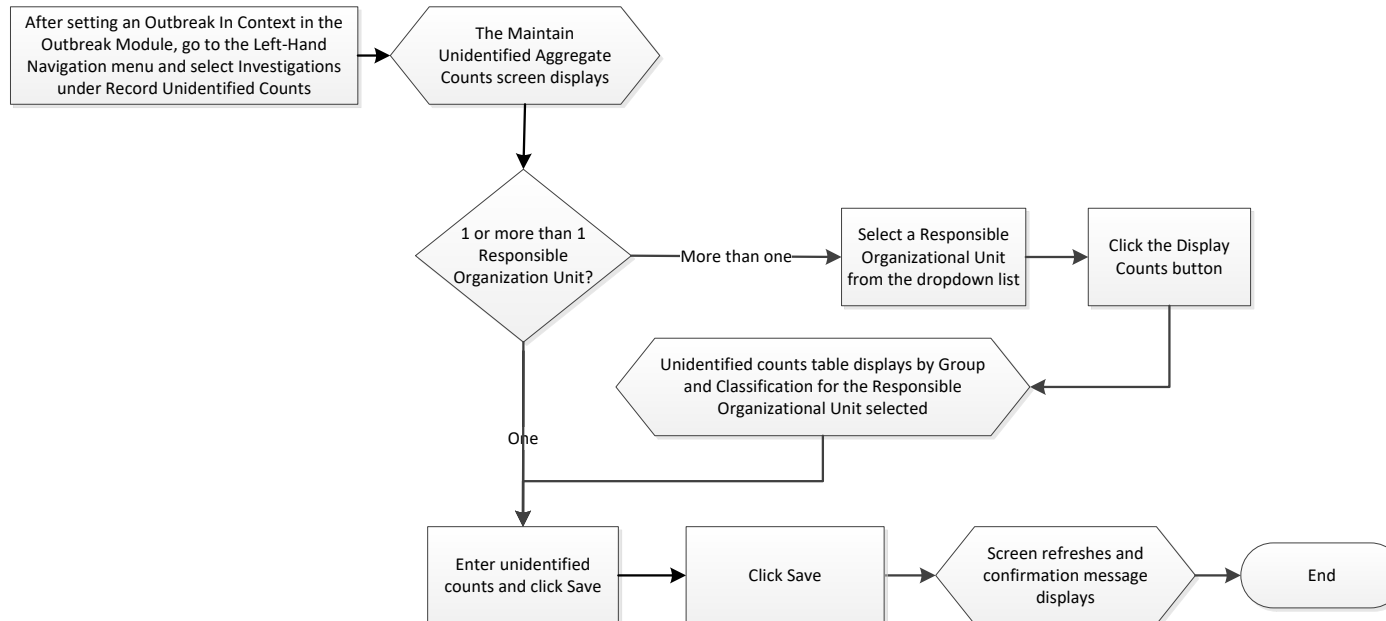 After setting an Outbreak In Context in the
Outbreak Module, go to the Left-Hand
Navigation menu and select Investigations
under Record Unidentified Counts
The Maintain
Unidentified Aggregate
Counts screen displays
1 or more than 1
Responsible
Organization Unit?
More than one
Select a Responsible
Organizational Unit
from the dropdown list
Click the Display
Counts button
Unidentified counts table displays by Group
and Classification for the Responsible
Organizational Unit selected
One
Enter unidentified
counts and click Save
Click Save
Screen refreshes and
confirmation message
displays
End